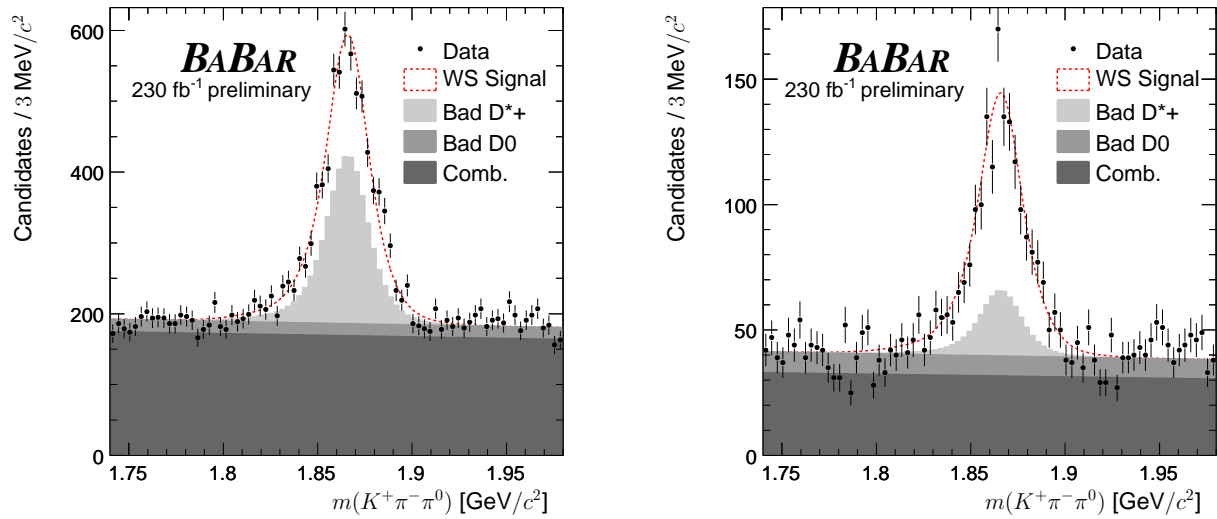 Candidates / 3 MeV/c²
600
400
200
0
BABAR
230 fb⁻¹ preliminary
Data
WS Signal
Bad D*+
Bad D0
Comb.
1.75
1.8
1.85
1.9
1.95
m(K⁺π⁻π⁰) [GeV/c²]
Candidates / 3 MeV/c²
150
100
50
0
BABAR
230 fb⁻¹ preliminary
Data
WS Signal
Bad D*+
Bad D0
Comb.
1.75
1.8
1.85
1.9
1.95
m(K⁺π⁻π⁰) [GeV/c²]